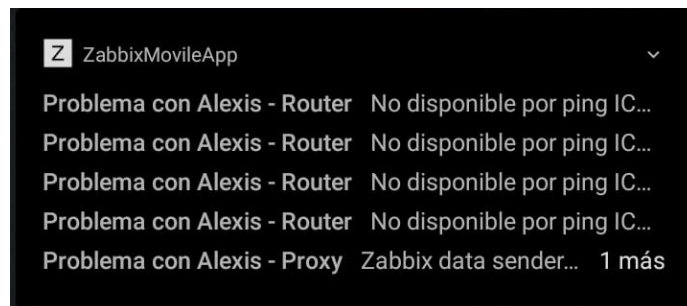 Z ZabbixMovileApp
Problema con Alexis - Router No disponible por ping IC...
Problema con Alexis - Router No disponible por ping IC...
Problema con Alexis - Router No disponible por ping IC...
Problema con Alexis - Router No disponible por ping IC...
Problema con Alexis - Proxy Zabbix data sender... 1 más